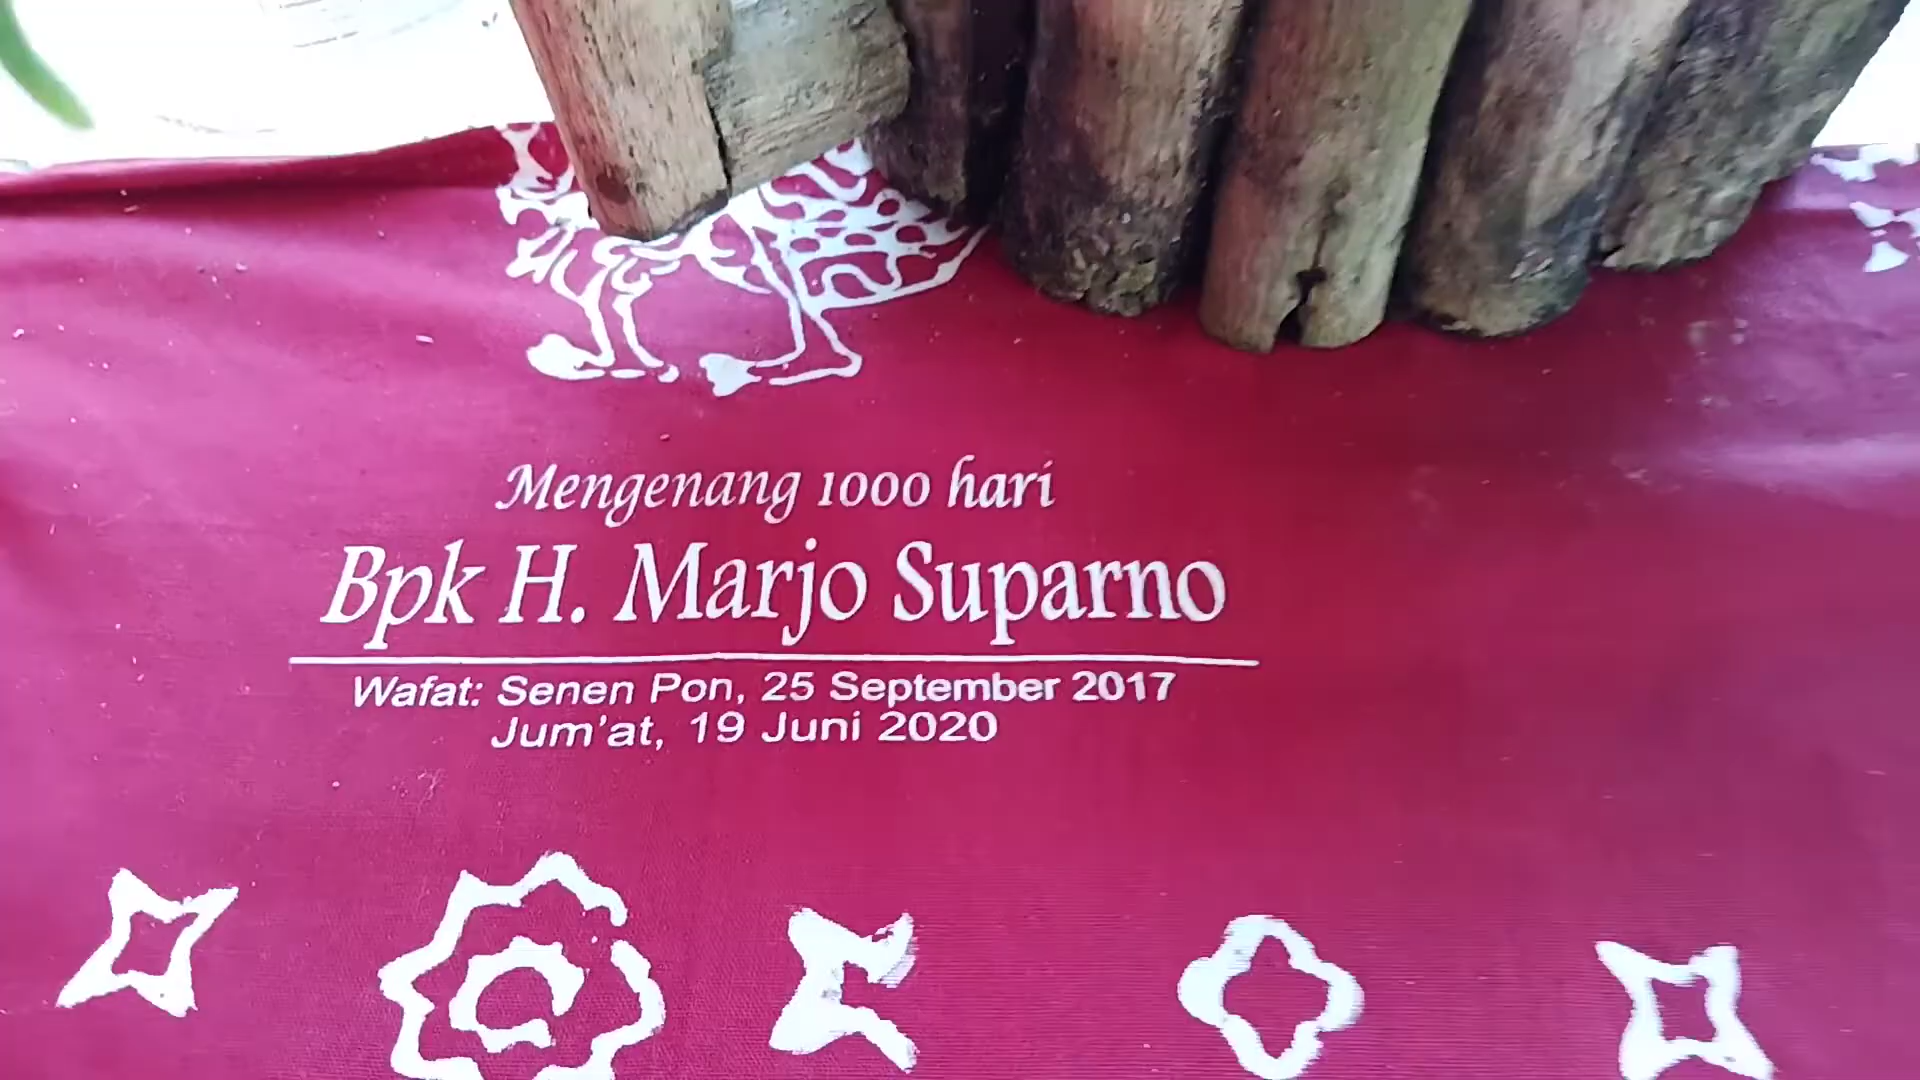 Mengenang 1000 hari
Bpk H. Marjo Suparno
Wafat: Senen Pon, 25 September 2017
Jum'at, 19 Juni 2020